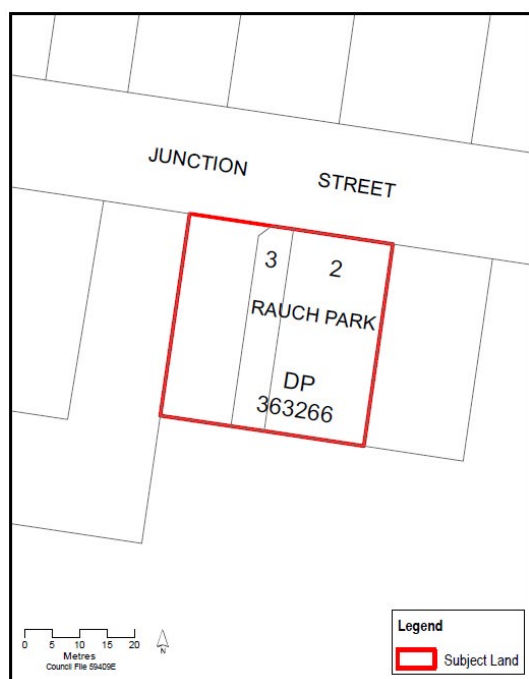 JUNCTION STREET
3 2
RAUCH PARK
DP
363266
0 5 10 15 20
Metres
Council File 59409E
N
Legend
Subject Land